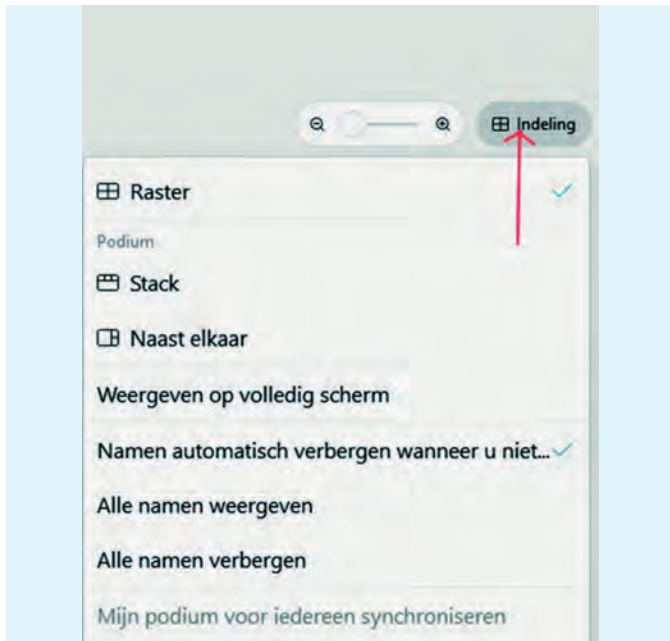 Indeling
Raster
Podium
Stack
Naast elkaar
Weergeven op volledig scherm
Namen automatisch verbergen wanneer u niet...
Alle namen weergeven
Alle namen verbergen
Mijn podium voor iedereen synchroniseren